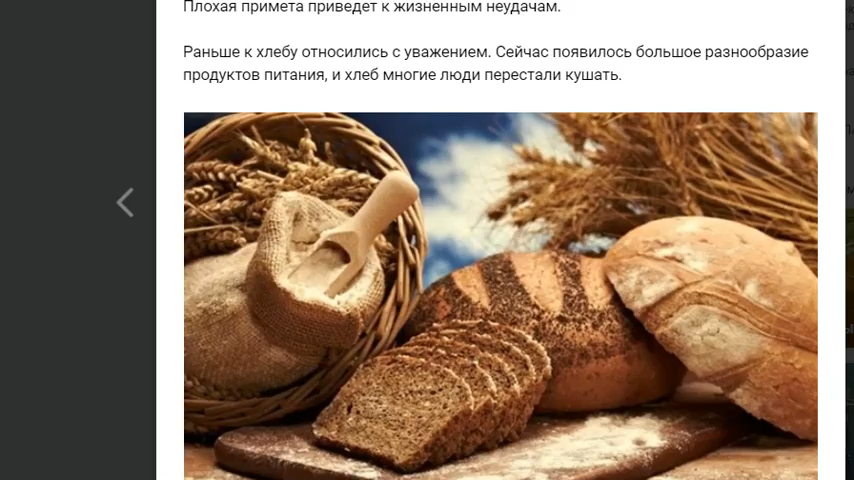 Плохая примета приведет к жизненным неудачам.
Раньше к хлебу относились с уважением. Сейчас появилось большое разнообразие
продуктов питания, и хлеб многие люди перестали кушать.